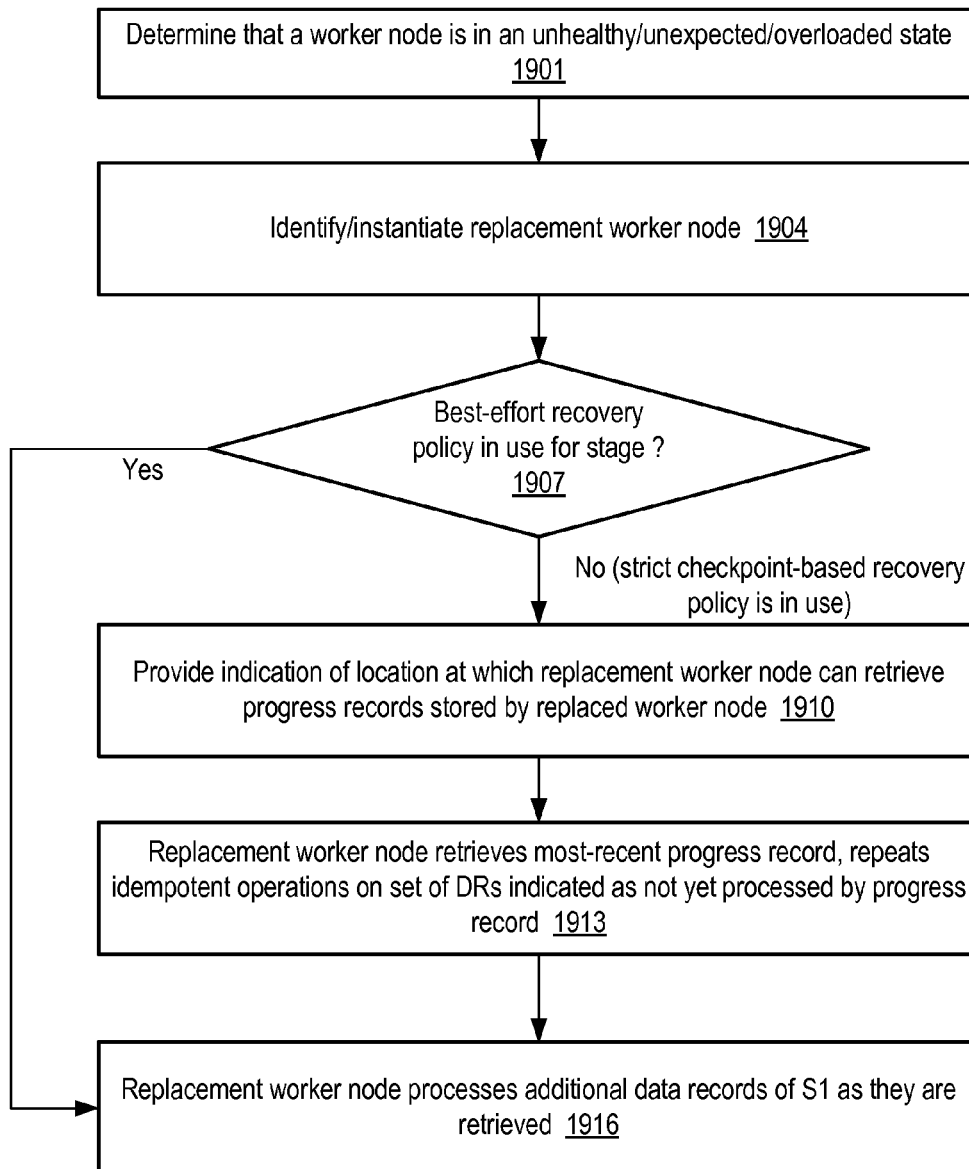 Determine that a worker node is in an unhealthy/unexpected/overloaded state
1901
Identify/instantiate replacement worker node 1904
Best-effort recovery
policy in use for stage ?
1907
Yes
No (strict checkpoint-based recovery
policy is in use)
Provide indication of location at which replacement worker node can retrieve
progress records stored by replaced worker node 1910
Replacement worker node retrieves most-recent progress record, repeats
idempotent operations on set of DRs indicated as not yet processed by progress
record 1913
Replacement worker node processes additional data records of S1 as they are
retrieved 1916